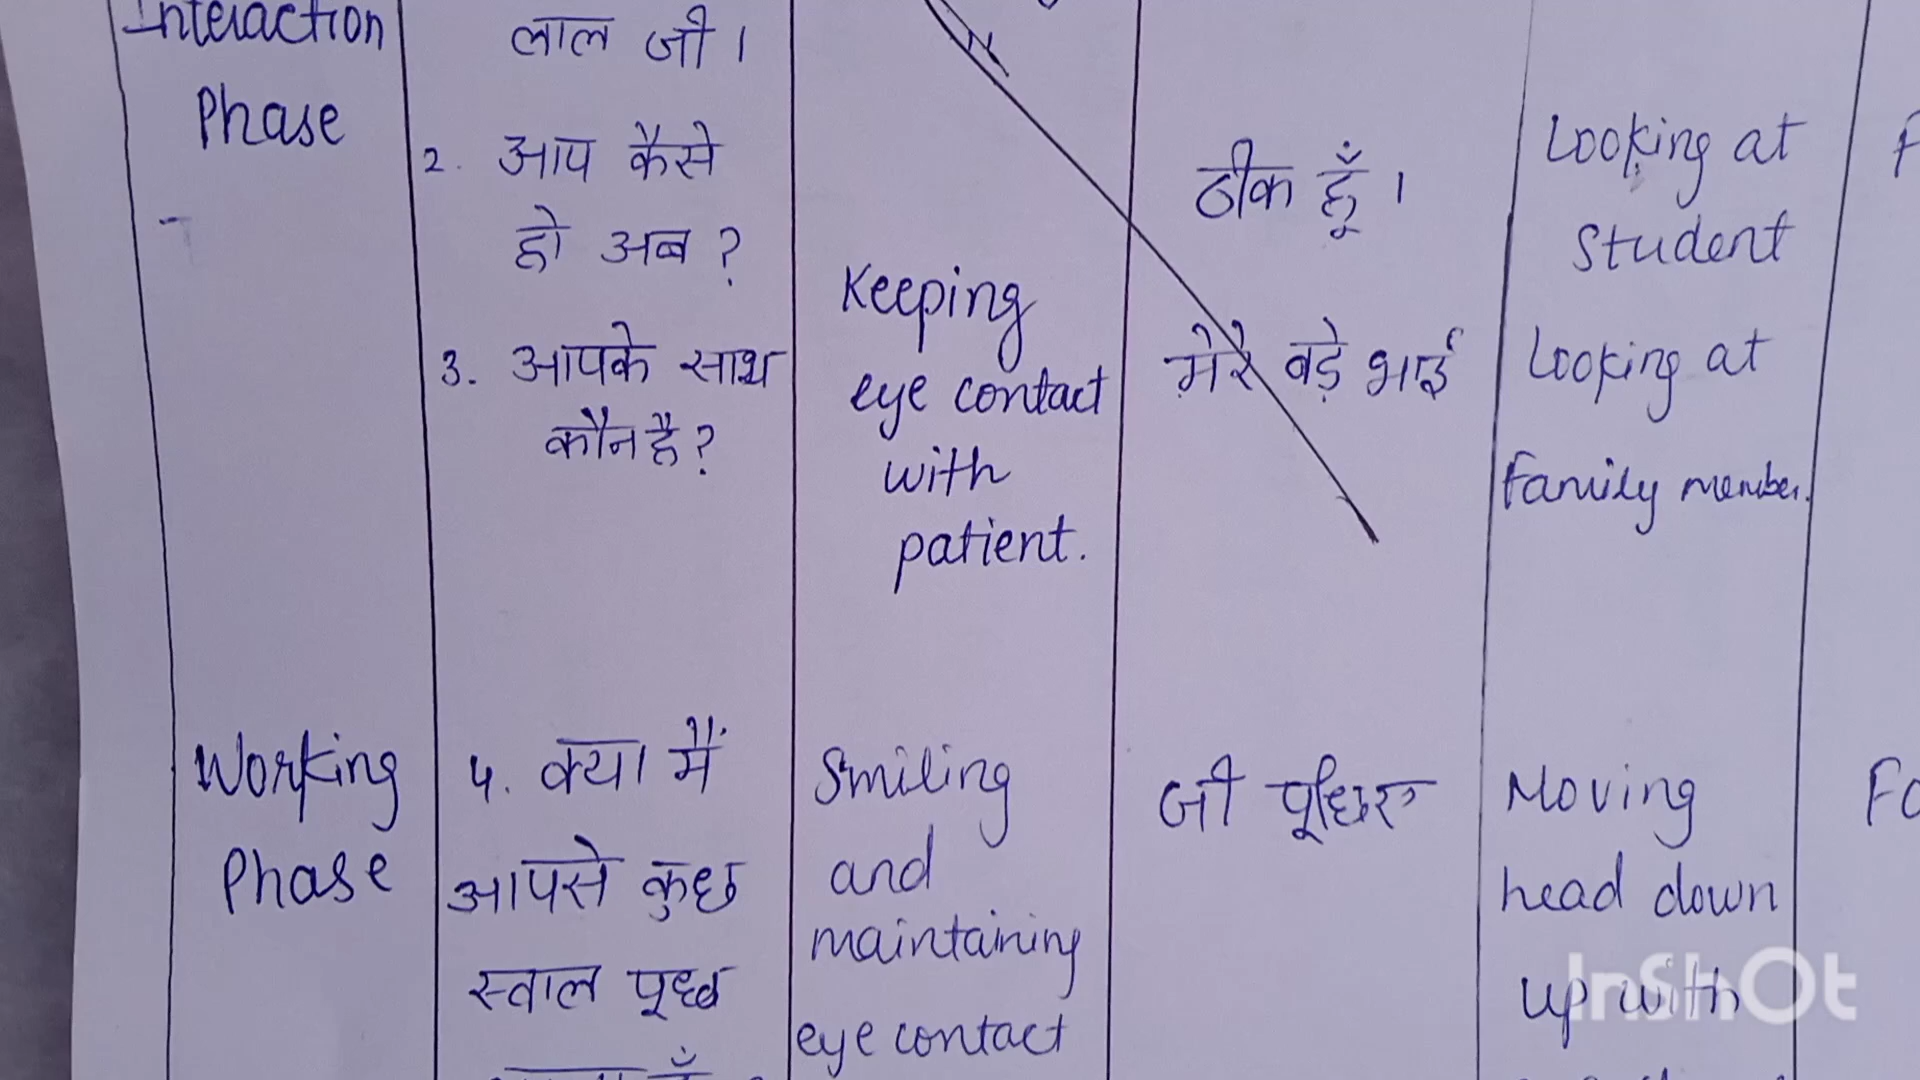 Interaction
Phase
लाल जी।
2. आप कैसे
हो अब?
3. आपके साथ
कौन है?
Keeping
eye contact
with
patient.
ठीक हूँ।
मेरे बड़े भाई
Looking at
Student
Looking at
family member.
Working
Phase
4. क्या मैं
आपसे कुछ
स्वाल पूछ
Smiling
and
maintaining
eye contact
जी पूछिए
Moving
head down
up with
InShot